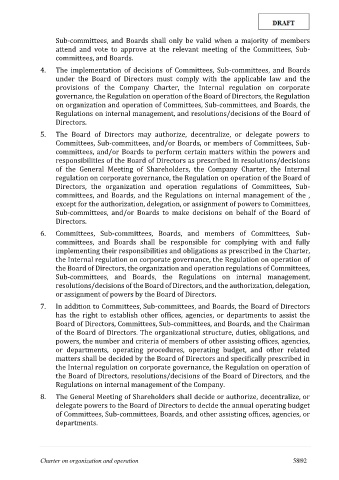 DRAFT
Sub-committees, and Boards shall only be valid when a majority of members
attend and vote to approve at the relevant meeting of the Committees, Sub-
committees, and Boards.
4. The implementation of decisions of Committees, Sub-committees, and Boards
under the Board of Directors must comply with the applicable law and the
provisions of the Company Charter, the Internal regulation on corporate
governance, the Regulation on operation of the Board of Directors, the Regulation
on organization and operation of Committees, Sub-committees, and Boards, the
Regulations on internal management, and resolutions/decisions of the Board of
Directors.
5. The Board of Directors may authorize, decentralize, or delegate powers to
Committees, Sub-committees, and/or Boards, or members of Committees, Sub-
committees, and/or Boards to perform certain matters within the powers and
responsibilities of the Board of Directors as prescribed in resolutions/decisions
of the General Meeting of Shareholders, the Company Charter, the Internal
regulation on corporate governance, the Regulation on operation of the Board of
Directors, the organization and operation regulations of Committees, Sub-
committees, and Boards, and the Regulations on internal management of the ,
except for the authorization, delegation, or assignment of powers to Committees,
Sub-committees, and/or Boards to make decisions on behalf of the Board of
Directors.
6. Committees, Sub-committees, Boards, and members of Committees, Sub-
committees, and Boards shall be responsible for complying with and fully
implementing their responsibilities and obligations as prescribed in the Charter,
the Internal regulation on corporate governance, the Regulation on operation of
the Board of Directors, the organization and operation regulations of Committees,
Sub-committees, and Boards, the Regulations on internal management,
resolutions/decisions of the Board of Directors, and the authorization, delegation,
or assignment of powers by the Board of Directors.
7. In addition to Committees, Sub-committees, and Boards, the Board of Directors
has the right to establish other offices, agencies, or departments to assist the
Board of Directors, Committees, Sub-committees, and Boards, and the Chairman
of the Board of Directors. The organizational structure, duties, obligations, and
powers, the number and criteria of members of other assisting offices, agencies,
or departments, operating procedures, operating budget, and other related
matters shall be decided by the Board of Directors and specifically prescribed in
the Internal regulation on corporate governance, the Regulation on operation of
the Board of Directors, resolutions/decisions of the Board of Directors, and the
Regulations on internal management of the Company.
8. The General Meeting of Shareholders shall decide or authorize, decentralize, or
delegate powers to the Board of Directors to decide the annual operating budget
of Committees, Sub-committees, Boards, and other assisting offices, agencies, or
departments.
Charter on organization and operation 58/92